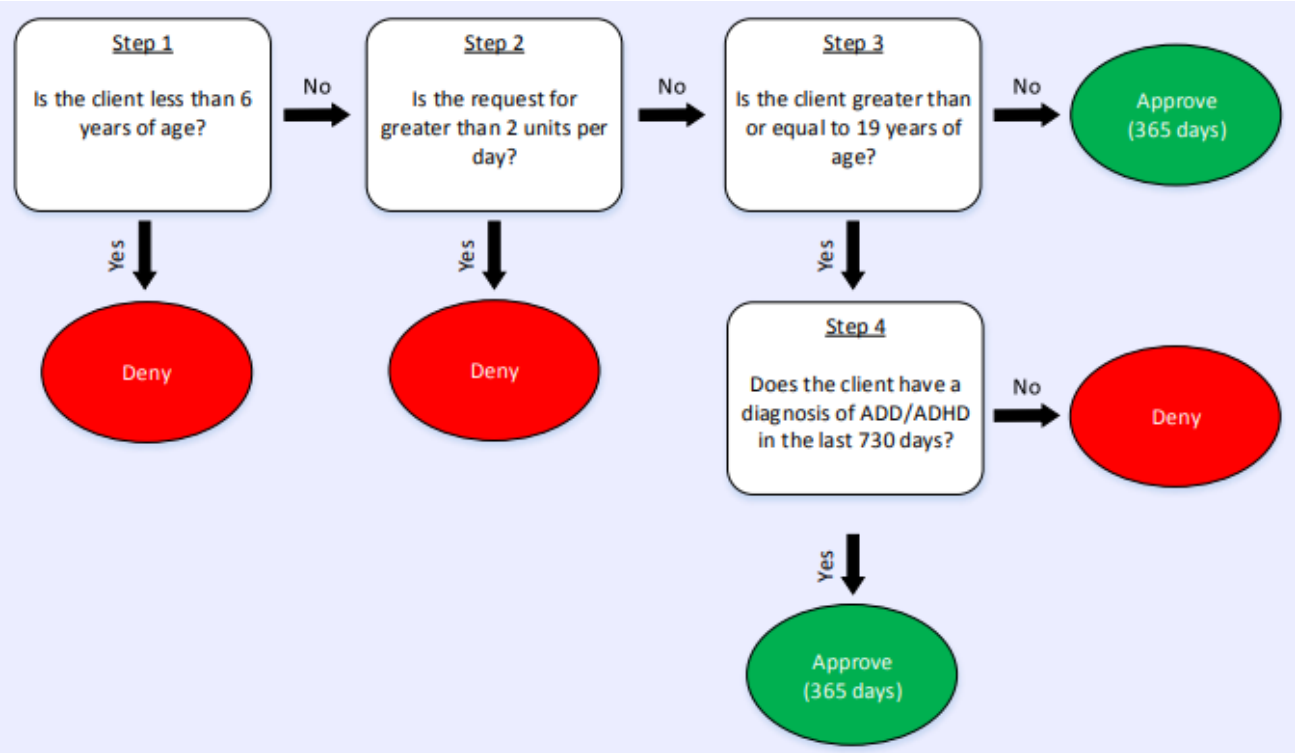 Step 1
Is the client less than 6
years of age?
Yes
Deny
No
Step 2
Is the request for
greater than 2 units per
day?
Yes
Deny
No
Step 3
Is the client greater than
or equal to 19 years of
age?
No
Approve
(365 days)
Yes
Step 4
Does the client have a
diagnosis of ADD/ADHD
in the last 730 days?
No
Deny
Yes
Approve
(365 days)